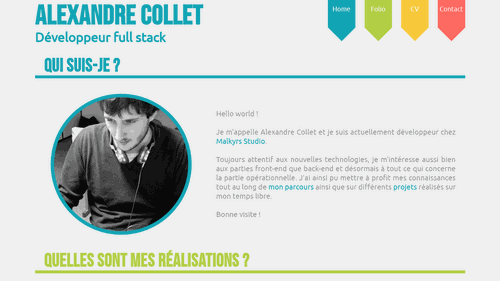 ALEXANDRE COLLET
Développeur full stack
Home
Folio
CV
Contact
QUI SUIS-JE ?
Hello world !
Je m'appelle Alexandre Collet et je suis actuellement développeur chez
Malkyrs Studio.
Toujours attentif aux nouvelles technologies, je m'intéresse aussi bien
aux parties front-end que back-end et désormais à tout ce qui concerne
la partie opérationnelle. J'ai ainsi pu mettre à profit mes connaissances
tout au long de mon parcours ainsi que sur différents projets réalisés sur
mon temps libre.
Bonne visite !
QUELLES SONT MES RÉALISATIONS ?